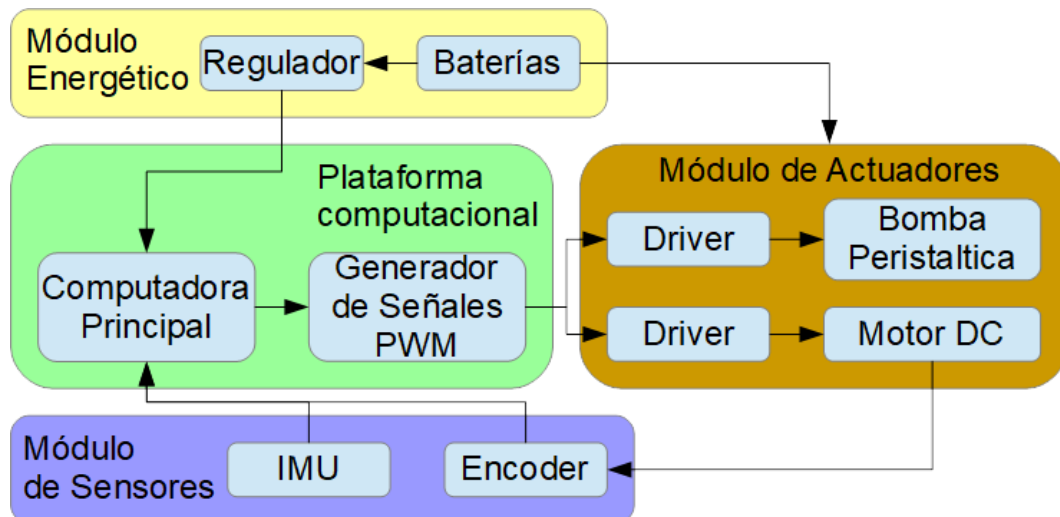 Módulo
Energético
Regulador
Baterías
Plataforma
computacional
Computadora
Principal
Generador
de Señales
PWM
Módulo de Actuadores
Driver
Bomba
Peristaltica
Driver
Motor DC
Módulo
de Sensores
IMU
Encoder